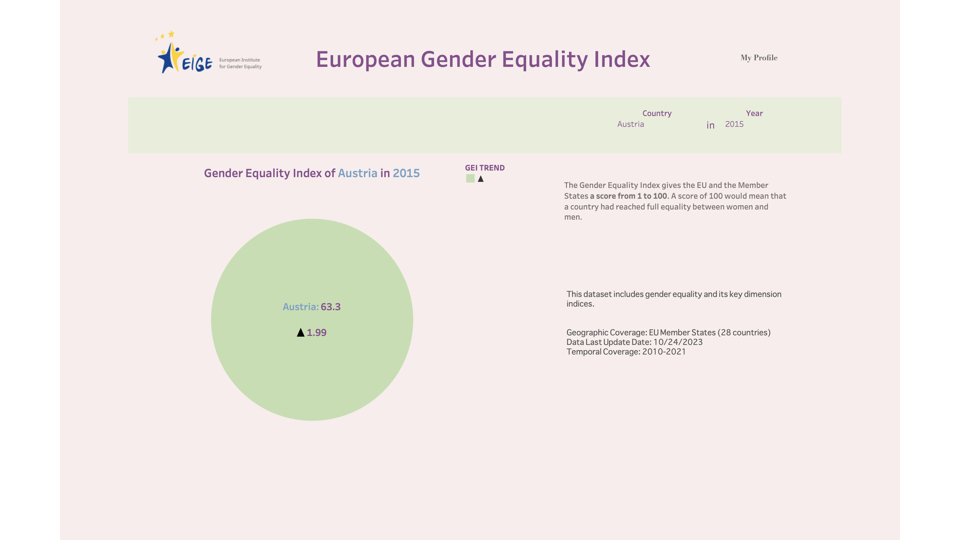 EIGE
European Institute
for Gender Equality
European Gender Equality Index
My Profile
Country
Year
Austria
in
2015
Gender Equality Index of Austria in 2015
GEI TREND
The Gender Equality Index gives the EU and the Member
States a score from 1 to 100. A score of 100 would mean that
a country had reached full equality between women and
men.
Austria: 63.3
▲1.99
This dataset includes gender equality and its key dimension
indices.
Geographic Coverage: EU Member States (28 countries)
Data Last Update Date: 10/24/2023
Temporal Coverage: 2010-2021